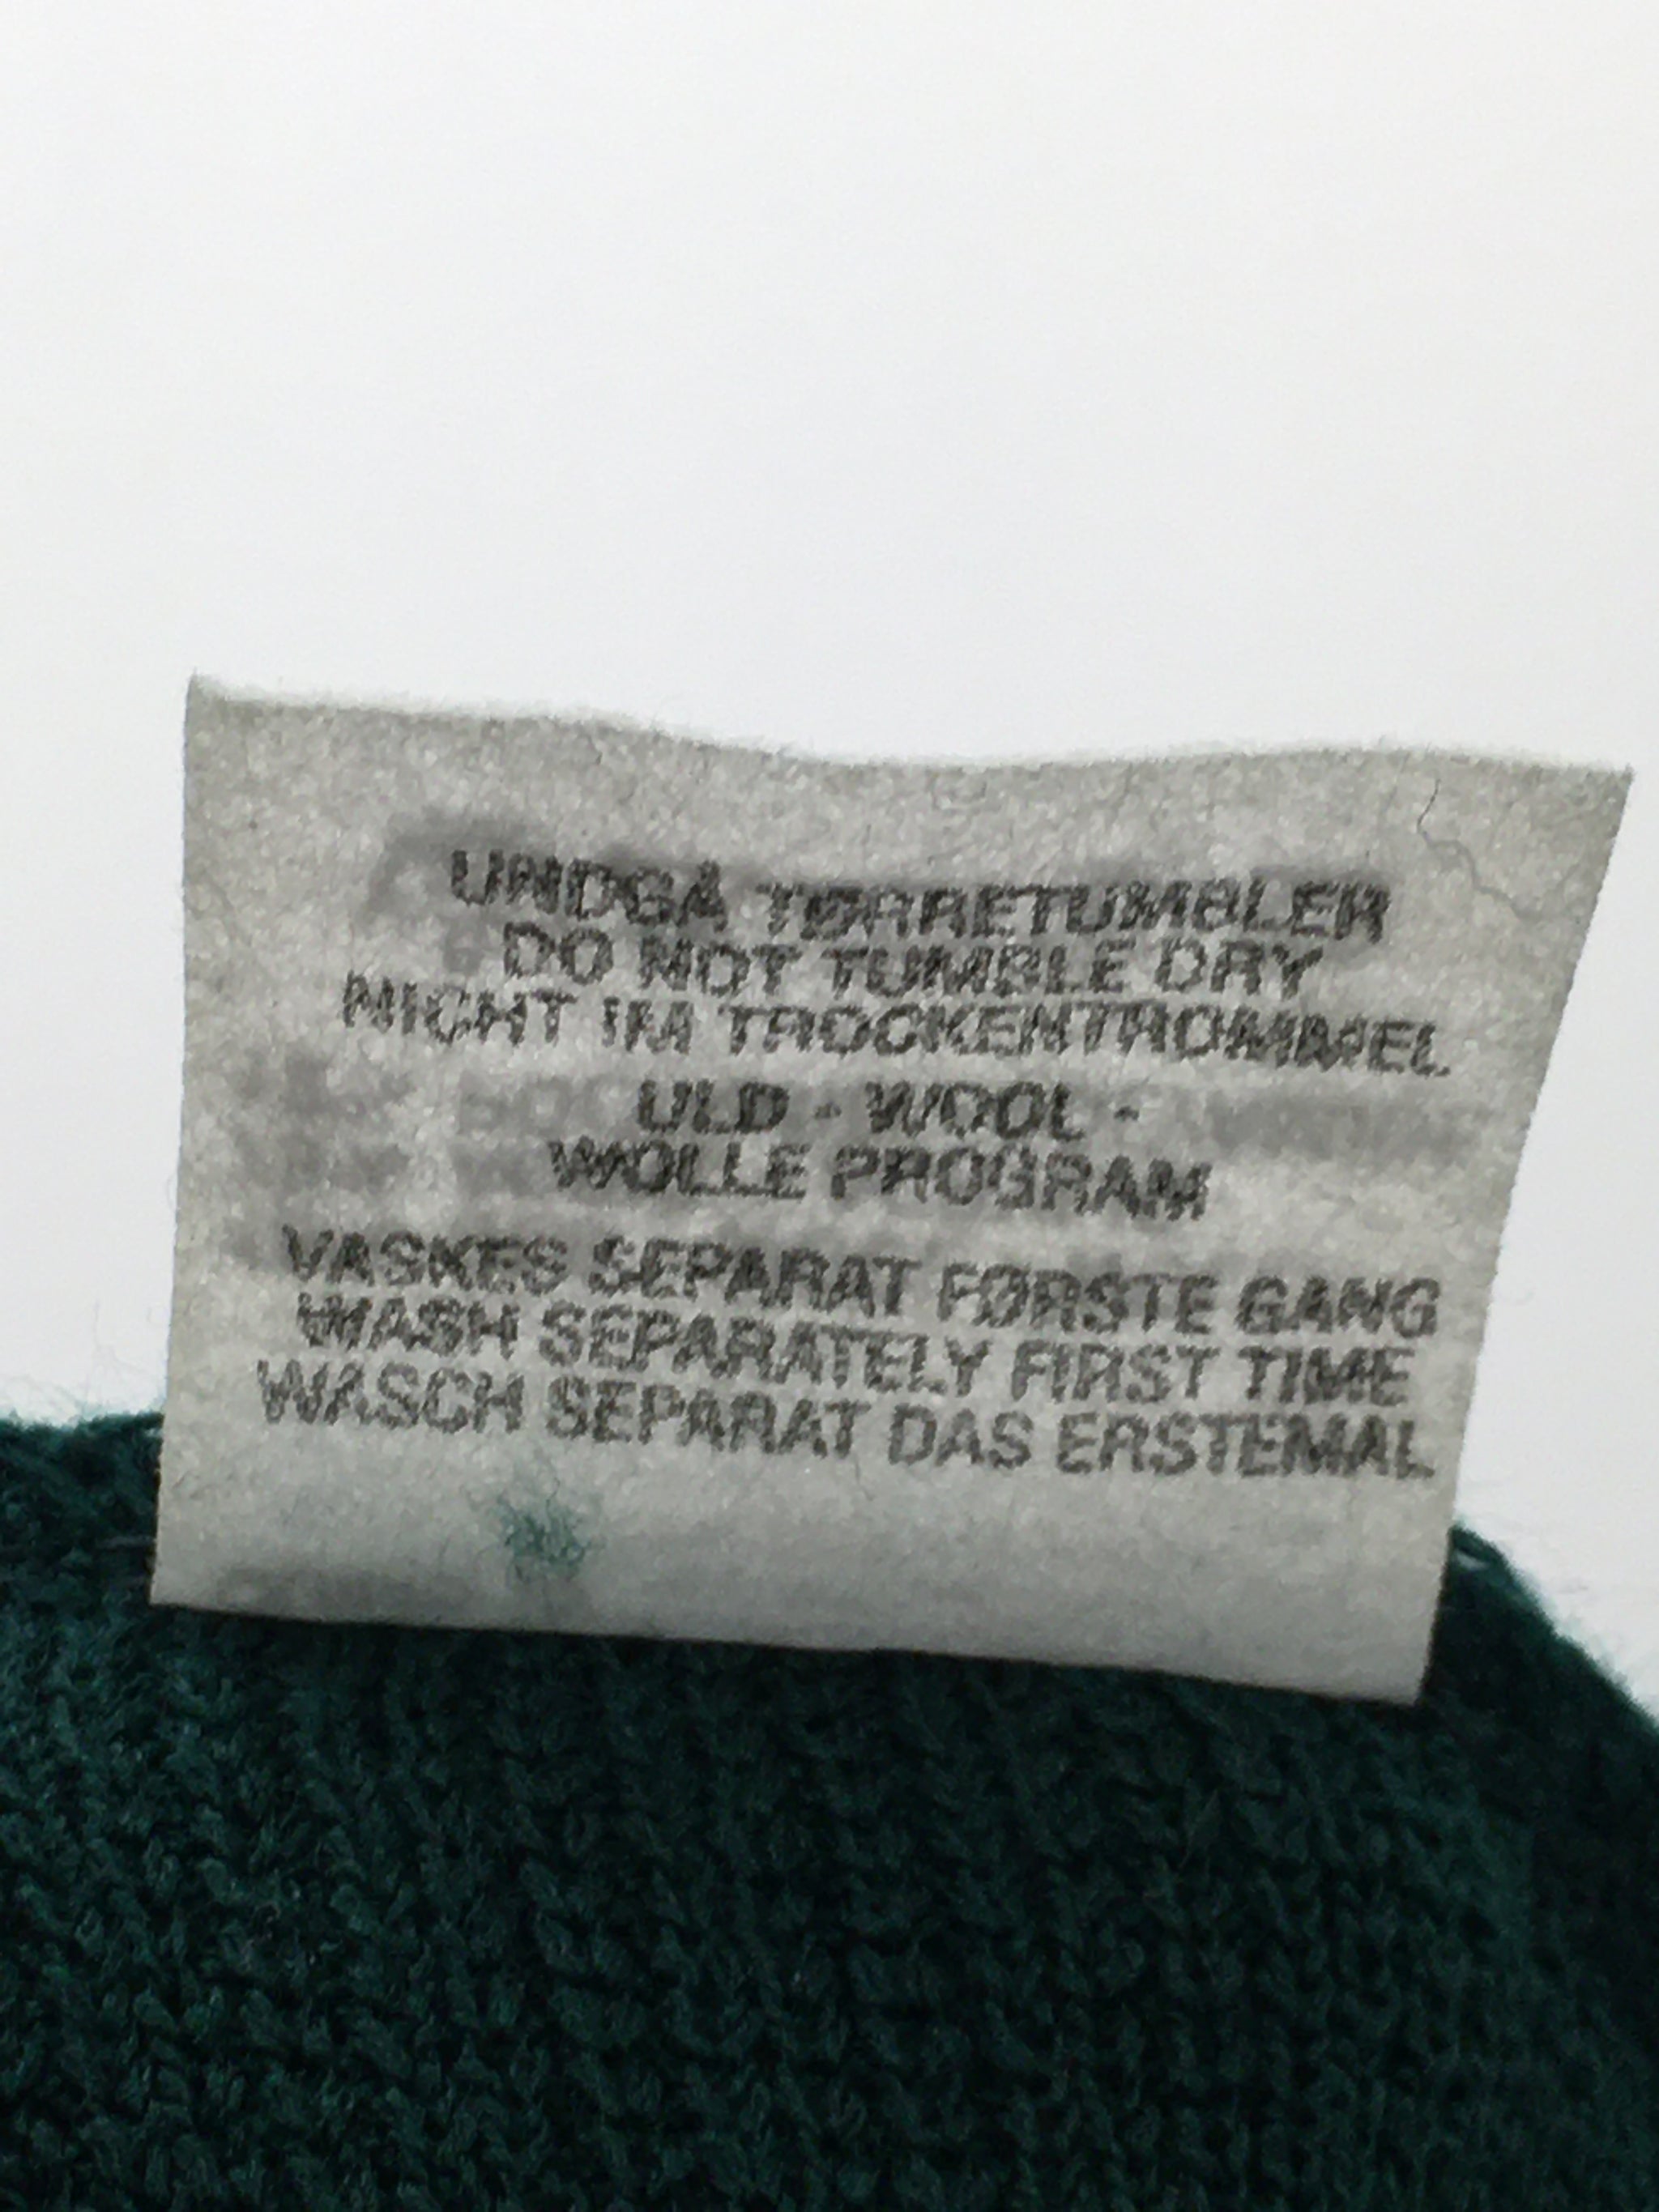 UNDGÅ TØRRETUMBLER
DO NOT TUMBLE DRY
NICHT IM TROCKENTROMMEL
ULD - WOOL -
WOLLE PROGRAM
VASKES SEPARAT FØRSTE GANG
WASH SEPARATELY FIRST TIME
WASCH SEPARAT DAS ERSTEMAL